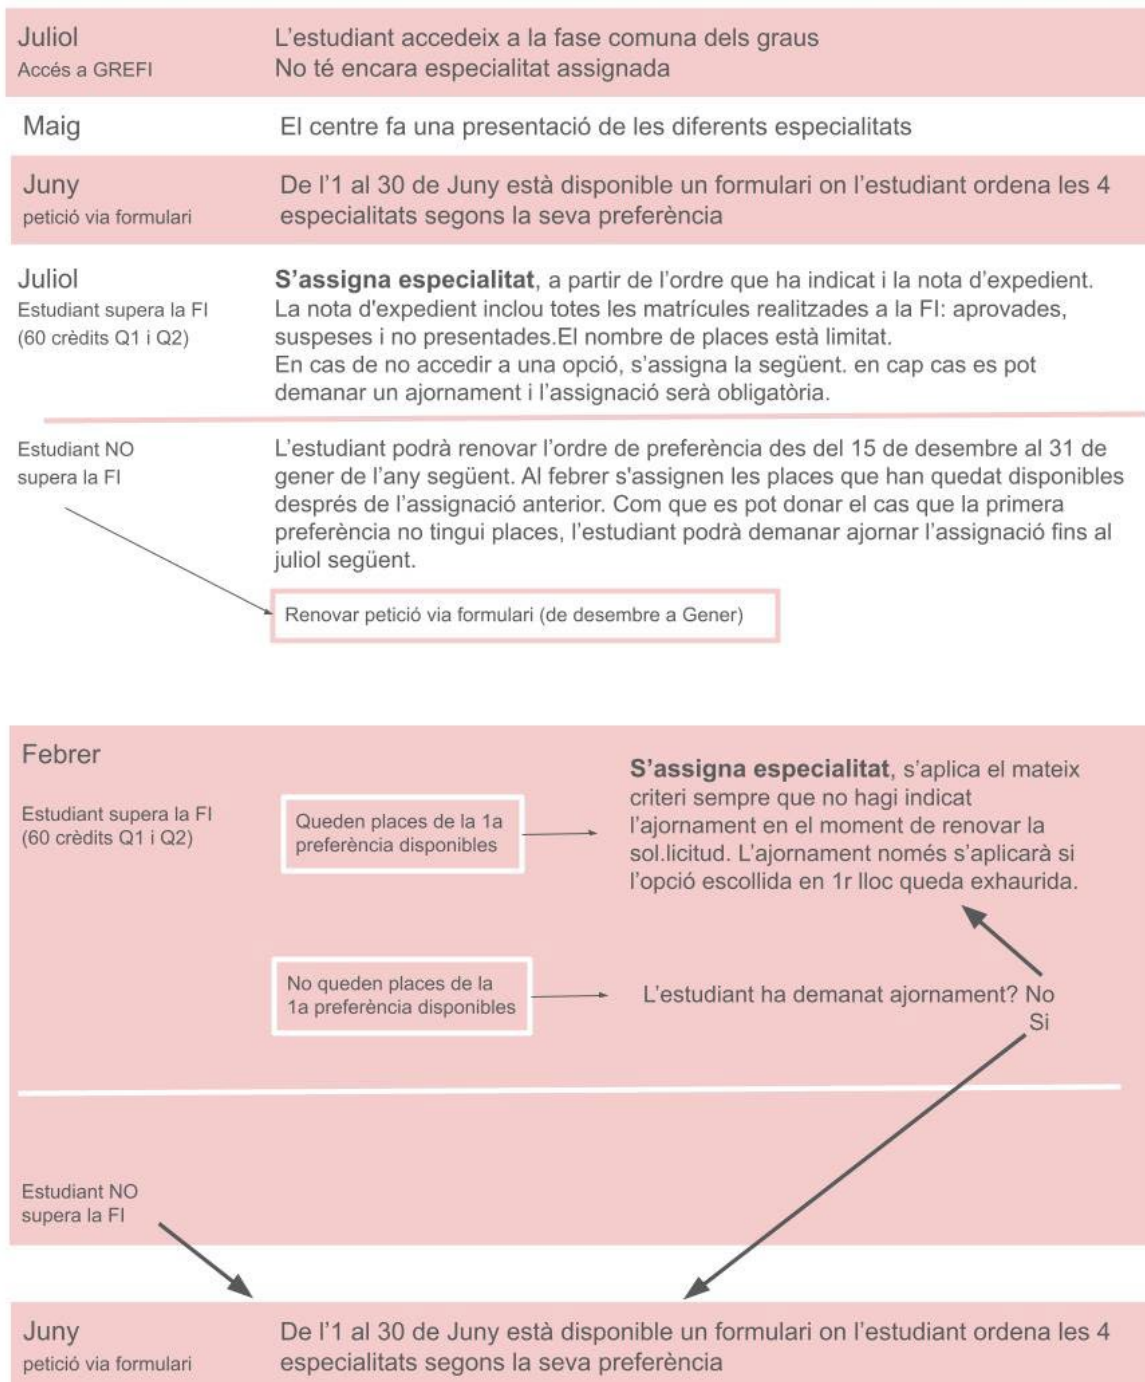 Juliol
Accés a GREFI
L'estudiant accedeix a la fase comuna dels graus
No té encara especialitat assignada
Maig
El centre fa una presentació de les diferents especialitats
Juny
petició via formulari
De l'1 al 30 de Juny està disponible un formulari on l'estudiant ordena les 4
especialitats segons la seva preferència
Juliol
Estudiant supera la FI
(60 crèdits Q1 i Q2)
S'assigna especialitat, a partir de l'ordre que ha indicat i la nota d'expedient.
La nota d'expedient inclou totes les matrícules realitzades a la FI: aprovades,
suspeses i no presentades.El nombre de places està limitat.
En cas de no accedir a una opció, s'assigna la següent. en cap cas es pot
demanar un ajornament i l'assignació serà obligatòria.
Estudiant NO
supera la FI
L'estudiant podrà renovar l'ordre de preferència des del 15 de desembre al 31 de
gener de l'any següent. Al febrer s'assignen les places que han quedat disponibles
després de l'assignació anterior. Com que es pot donar el cas que la primera
preferència no tingui places, l'estudiant podrà demanar ajornar l'assignació fins al
juliol següent.
Renovar petició via formulari (de desembre a Gener)
Febrer
Estudiant supera la FI
(60 crèdits Q1 i Q2)
Queden places de la 1a
preferència disponibles
S'assigna especialitat, s'aplica el mateix
criteri sempre que no hagi indicat
l'ajornament en el moment de renovar la
sol.licitud. L'ajornament només s'aplicarà si
l'opció escollida en 1r lloc queda exhaurida.
No queden places de la
1a preferència disponibles
L'estudiant ha demanat ajornament? No
Si
Estudiant NO
supera la FI
Juny
petició via formulari
De l'1 al 30 de Juny està disponible un formulari on l'estudiant ordena les 4
especialitats segons la seva preferència